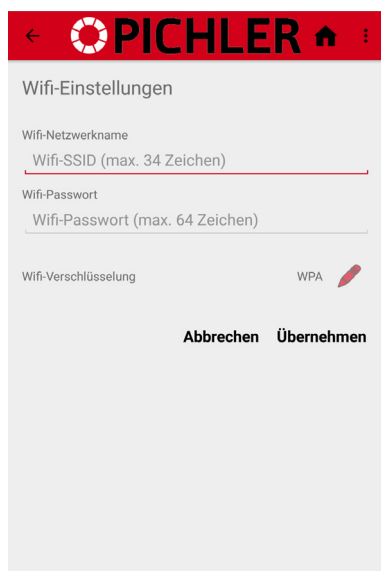 PICHLER
Wifi-Einstellungen
Wifi-Netzwerkname
Wifi-SSID (max. 34 Zeichen)
Wifi-Passwort
Wifi-Passwort (max. 64 Zeichen)
Wifi-Verschlüsselung WPA
Abbrechen Übernehmen